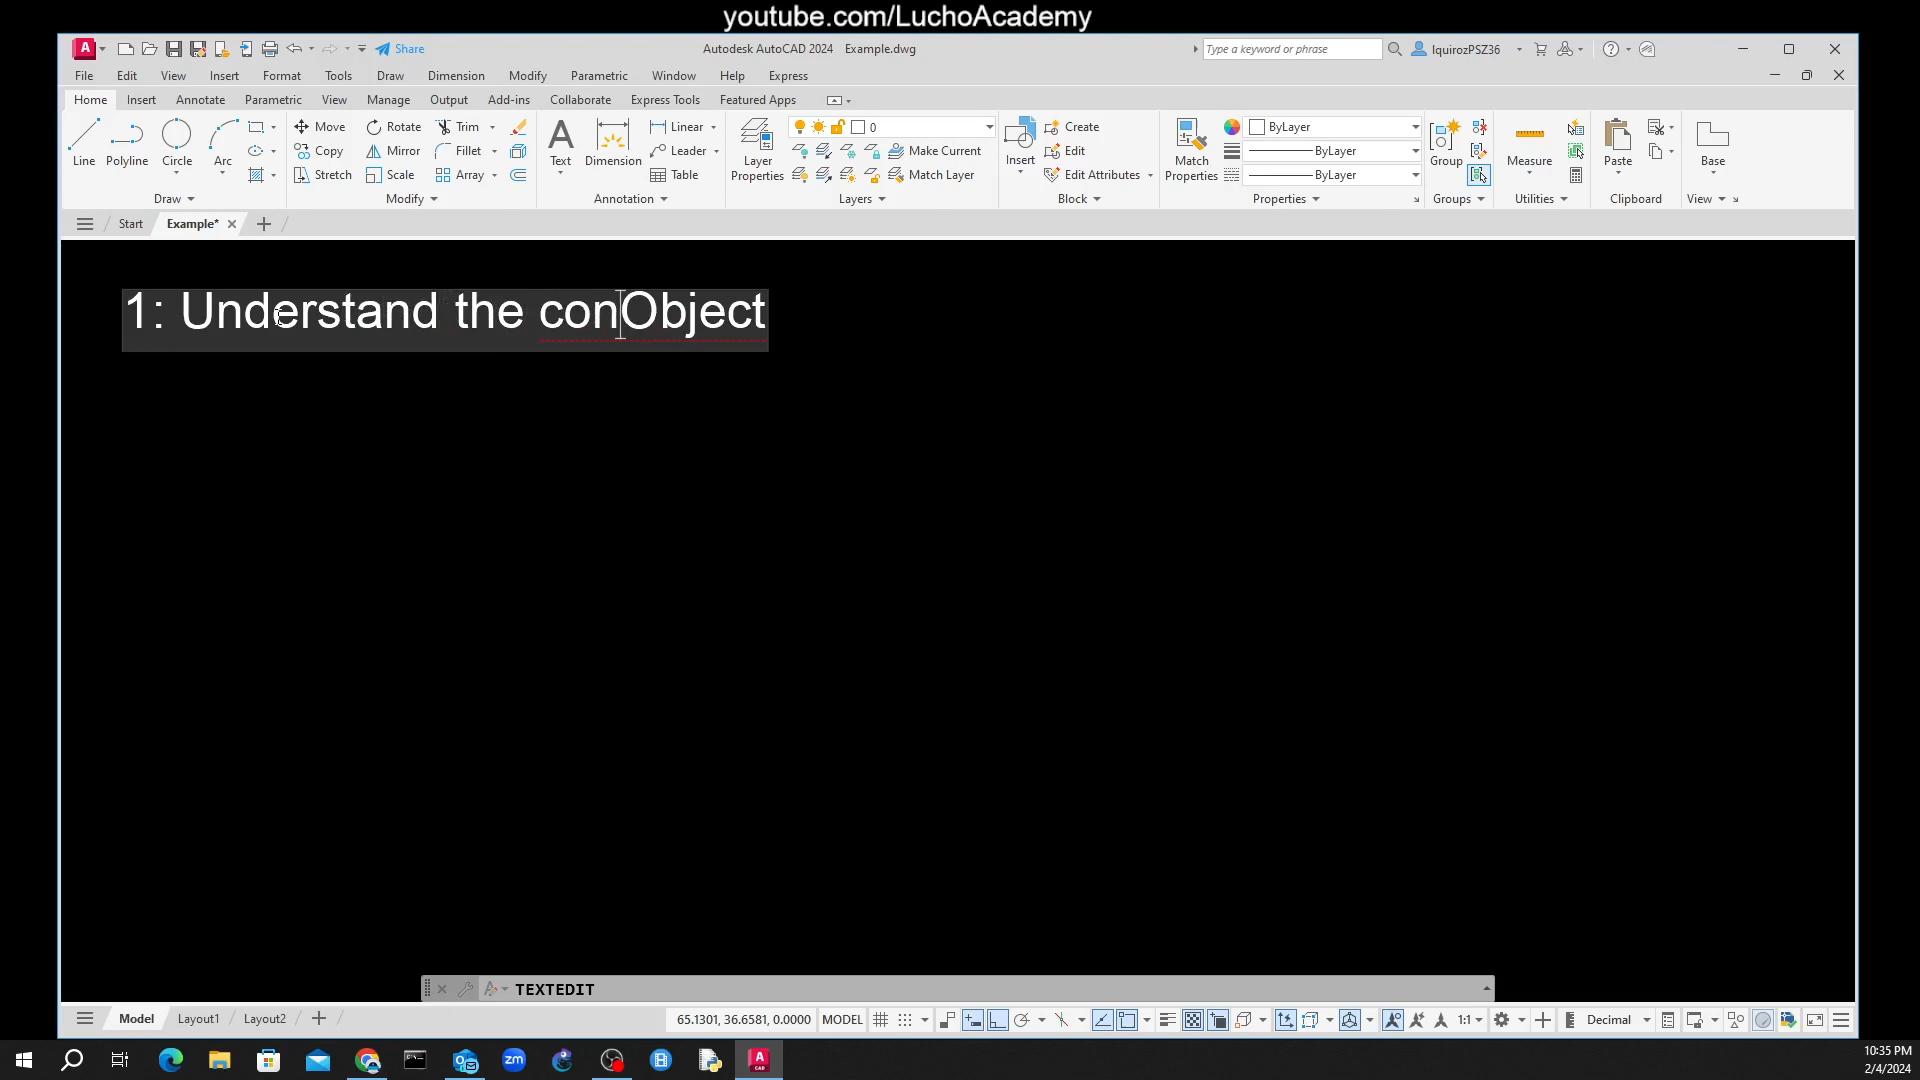 youtube.com/LuchoAcademy
Share
Autodesk AutoCAD 2024 Example.dwg
Type a keyword or phrase
IquirozPSZ36
File Edit View Insert Format Tools Draw Dimension Modify Parametric Window Help Express
Home Insert Annotate Parametric View Manage Output Add-ins Collaborate Express Tools Featured Apps
Move Rotate Trim Linear 0 Create ByLayer
Copy Mirror Fillet Leader Make Current Edit ByLayer
Line Polyline Circle Arc Text Dimension Layer Properties Insert Match Properties Group Measure Paste Base
Stretch Scale Array Table Match Layer Edit Attributes ByLayer
Draw Modify Annotation Layers Block Properties Groups Utilities Clipboard View
Start Example*
1: Understand the conObject
TEXTEDIT
Model Layout1 Layout2 65.1301, 36.6581, 0.0000 MODEL 1:1 Decimal
zm
A CAD
10:35 PM
2/4/2024